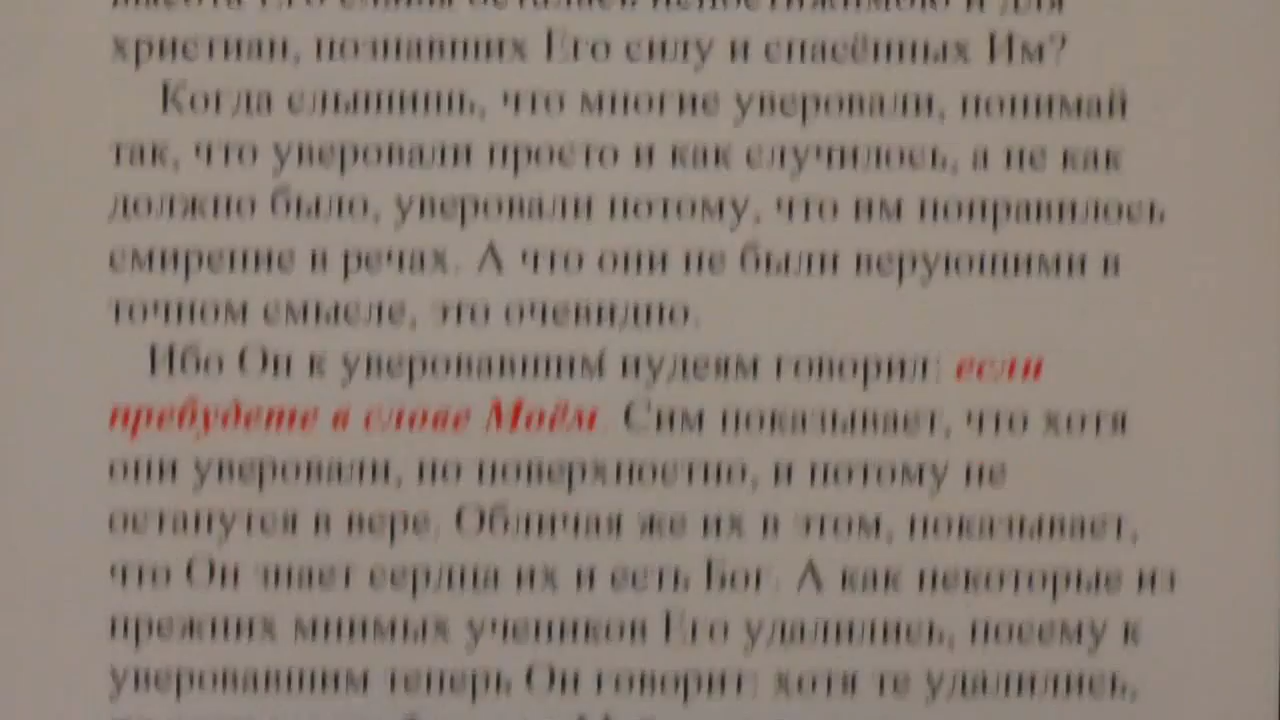 христиан, познавших Его силу и спасённых Им?
Когда слышишь, что многие уверовали, понимай
так, что уверовали просто и как случилось, а не как
должно было, уверовали потому, что им понравилось
смирение в речах. А что они не были верующими в
точном смысле, это очевидно.
Ибо Он к уверовавшим иудеям говорил: если
пребудете в слове Моём. Сим показывает, что хотя
они уверовали, но поверхностно, и потому не
останутся в вере. Обличая же их в этом, показывает,
что Он знает сердца их и есть Бог. А как некоторые из
прежних мнимых учеников Его удалились, посему к
уверовавшим теперь Он говорит: хотя те удалились,